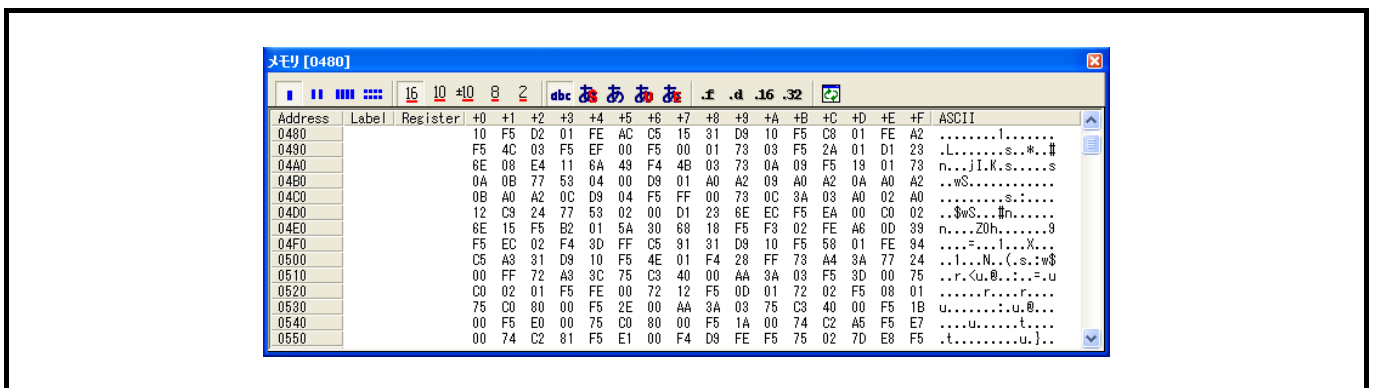 メモリ [0480]
16 10 ±10 8 2 abc あS あ あD あE .f .d .16 .32
Address Label Register +0 +1 +2 +3 +4 +5 +6 +7 +8 +9 +A +B +C +D +E +F ASCII
0480 10 F5 D2 01 FE AC C5 15 31 D9 10 F5 C8 01 FE A2 ........1.......
0490 F5 4C 03 F5 EF 00 F5 00 01 73 03 F5 2A 01 D1 23 .L.......s..*..#
04A0 6E 08 E4 11 6A 49 F4 4B 03 73 0A 09 F5 19 01 73 n...jI.K.s.....s
04B0 0A 0B 77 53 04 00 D9 01 A0 A2 09 A0 A2 0A A0 A2 ..wS............
04C0 0B A0 A2 0C D9 04 F5 FF 00 73 0C 3A 03 A0 02 A0 .........s.:....
04D0 12 C9 24 77 53 02 00 D1 23 6E EC F5 EA 00 C0 02 ..$wS...#n......
04E0 6E 15 F5 B2 01 5A 30 68 18 F5 F3 02 FE A6 0D 39 n....Z0h.......9
04F0 F5 EC 02 F4 3D FF C5 91 31 D9 10 F5 58 01 FE 94 ....=...1...X...
0500 C5 A3 31 D9 10 F5 4E 01 F4 28 FF 73 A4 3A 77 24 ..1...N..(.s.:w$
0510 00 FF 72 A3 3C 75 C3 40 00 AA 3A 03 F5 3D 00 75 ..r.<u.@..:..=.u
0520 C0 02 01 F5 FE 00 72 12 F5 0D 01 72 02 F5 08 01 ......r....r....
0530 75 C0 80 00 F5 2E 00 AA 3A 03 75 C3 40 00 F5 1B u.......:.u.@...
0540 00 F5 E0 00 75 C0 80 00 F5 1A 00 74 C2 A5 F5 E7 ....u......t....
0550 00 74 C2 81 F5 E1 00 F4 D9 FE F5 75 02 7D E8 F5 .t.........u.}..